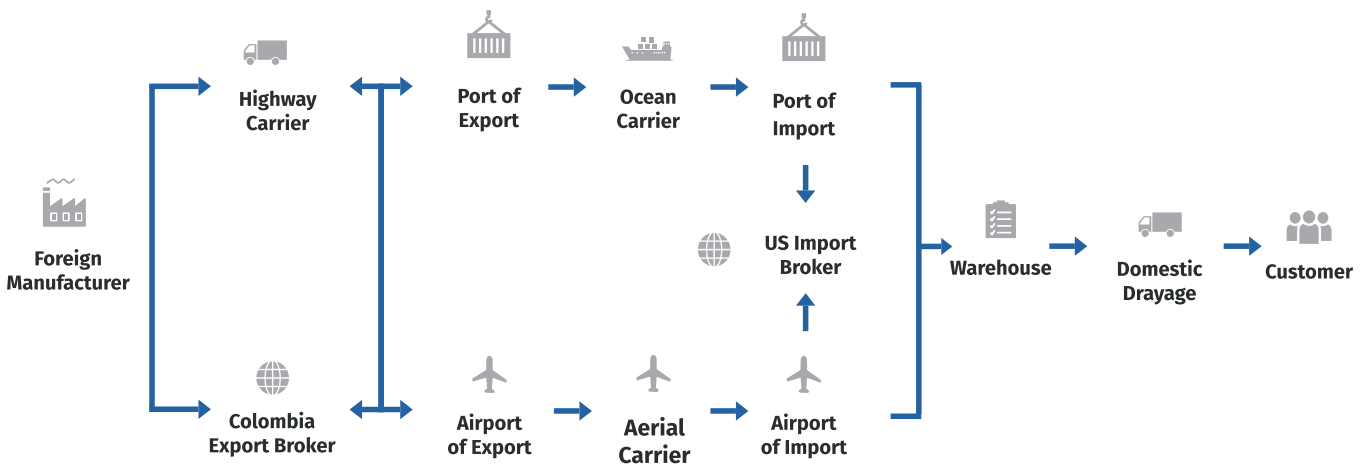 Highway
Carrier
Port of
Export
Ocean
Carrier
Port of
Import
Foreign
Manufacturer
US Import
Broker
Warehouse
Domestic
Drayage
Customer
Colombia
Export Broker
Airport
of Export
Aerial
Carrier
Airport
of Import